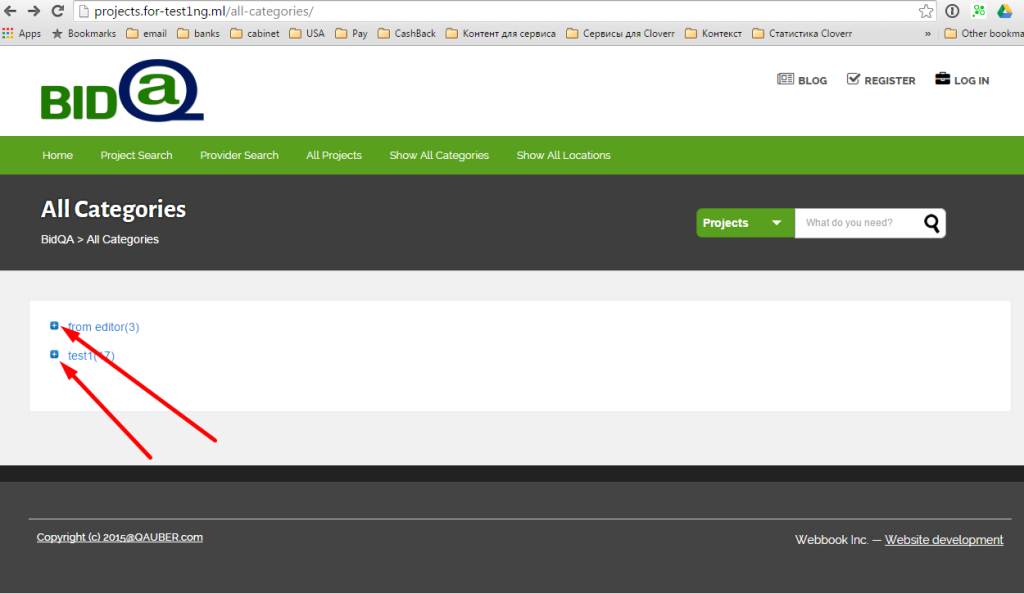 projects.for-test1ng.ml/all-categories/
Apps Bookmarks email banks cabinet USA Pay CashBack Контент для сервиса Сервисы для Cloverr Контекст Статистика Cloverr » Other bookma
BIDQa
BLOG REGISTER LOG IN
Home Project Search Provider Search All Projects Show All Categories Show All Locations
All Categories
BidQA > All Categories
Projects What do you need?
from editor(3)
test1(17)
Copyright (c) 2015@QAUBER.com
Webbook Inc. — Website development